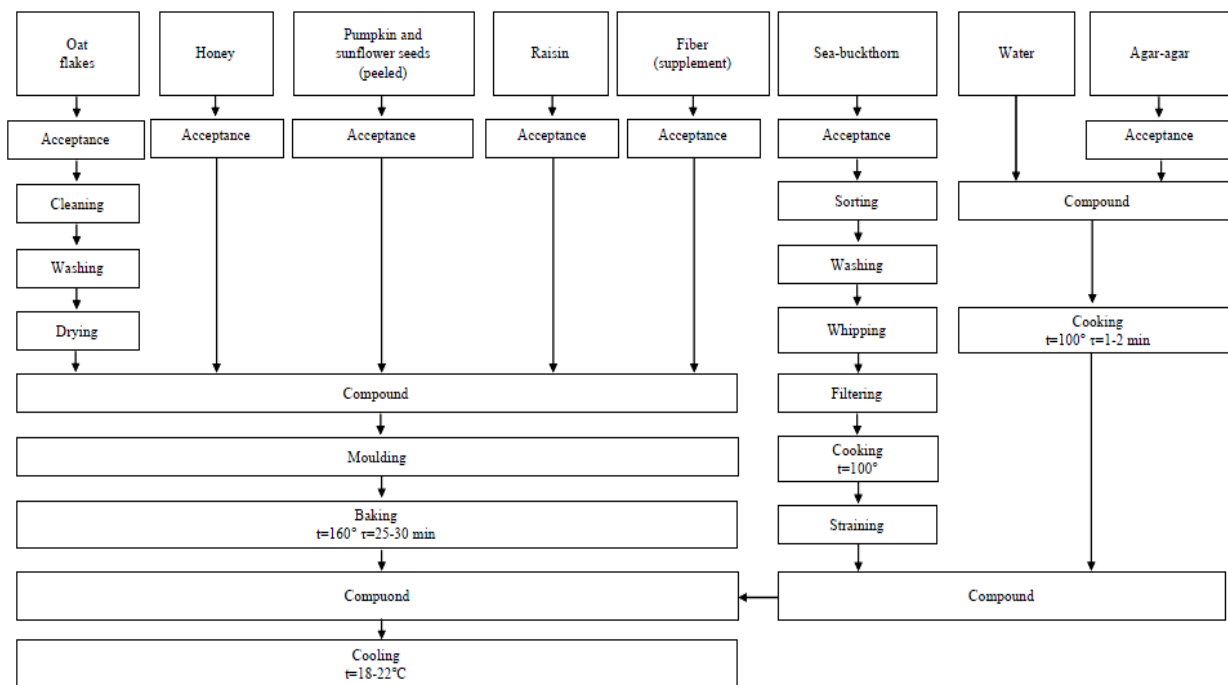 Oat
flakes
Honey
Pumpkin and
sunflower seeds
(peeled)
Raisin
Fiber
(supplement)
Sea-buckthorn
Water
Agar-agar
Acceptance
Acceptance
Acceptance
Acceptance
Acceptance
Acceptance
Acceptance
Cleaning
Sorting
Compound
Washing
Washing
Drying
Whipping
Cooking
t=100° τ=1-2 min
Compound
Filtering
Moulding
Cooking
t=100°
Baking
t=160° τ=25-30 min
Straining
Compuond
Compound
Cooling
t=18-22°C